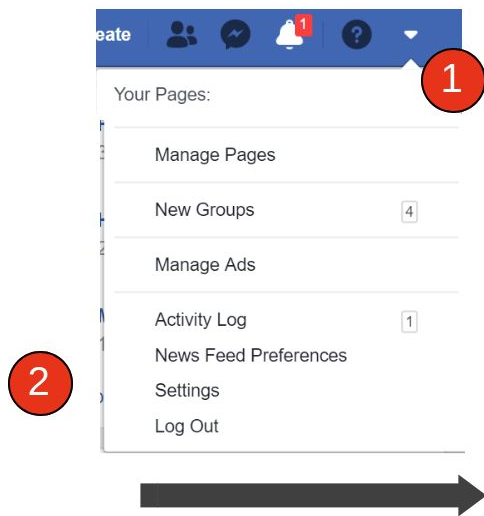 eate
1
1
Your Pages:
Manage Pages
New Groups 4
Manage Ads
Activity Log 1
News Feed Preferences
2
Settings
Log Out